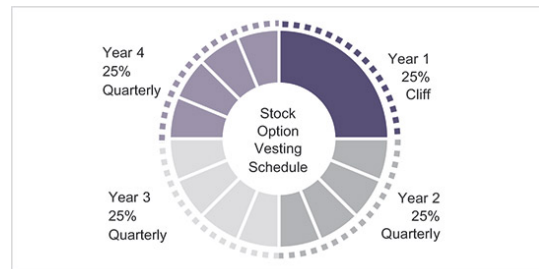 Year 4
25%
Quarterly
Year 1
25%
Cliff
Stock
Option
Vesting
Schedule
Year 3
25%
Quarterly
Year 2
25%
Quarterly